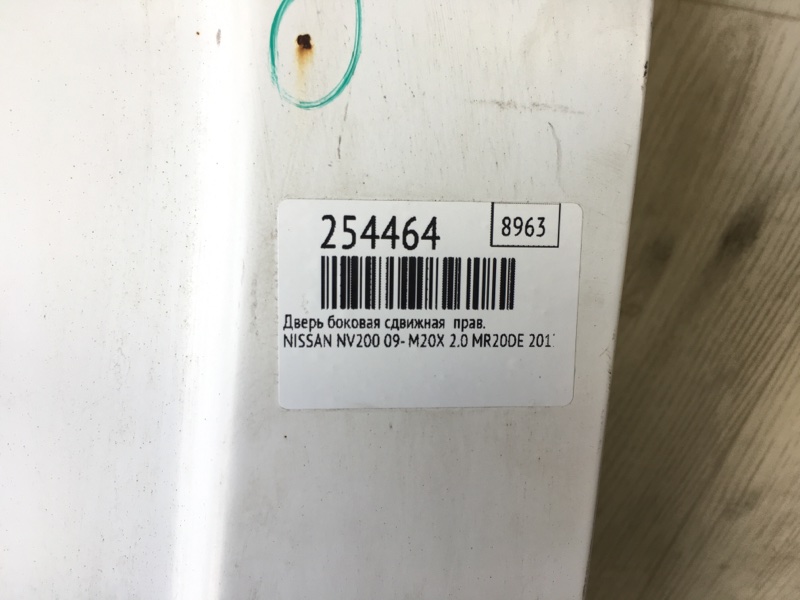 254464
8963
Дверь боковая сдвижная прав.
NISSAN NV200 09- M20X 2.0 MR20DE